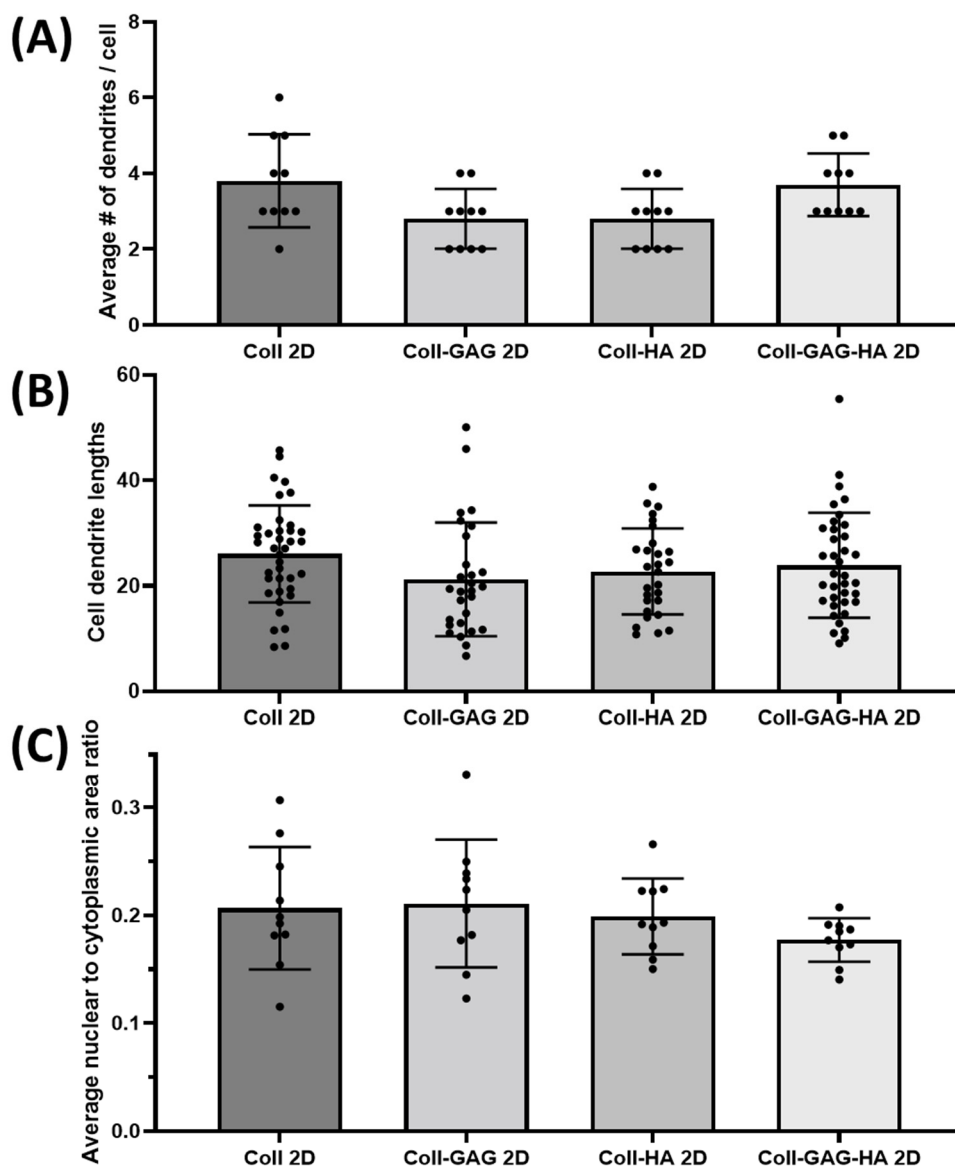 (A)
Average # of dendrites / cell
8
6
4
2
0
Coll 2D
Coll-GAG 2D
Coll-HA 2D
Coll-GAG-HA 2D
(B)
Cell dendrite lengths
60
40
20
0
Coll 2D
Coll-GAG 2D
Coll-HA 2D
Coll-GAG-HA 2D
(C)
Average nuclear to cytoplasmic area ratio
0.3
0.2
0.1
0.0
Coll 2D
Coll-GAG 2D
Coll-HA 2D
Coll-GAG-HA 2D